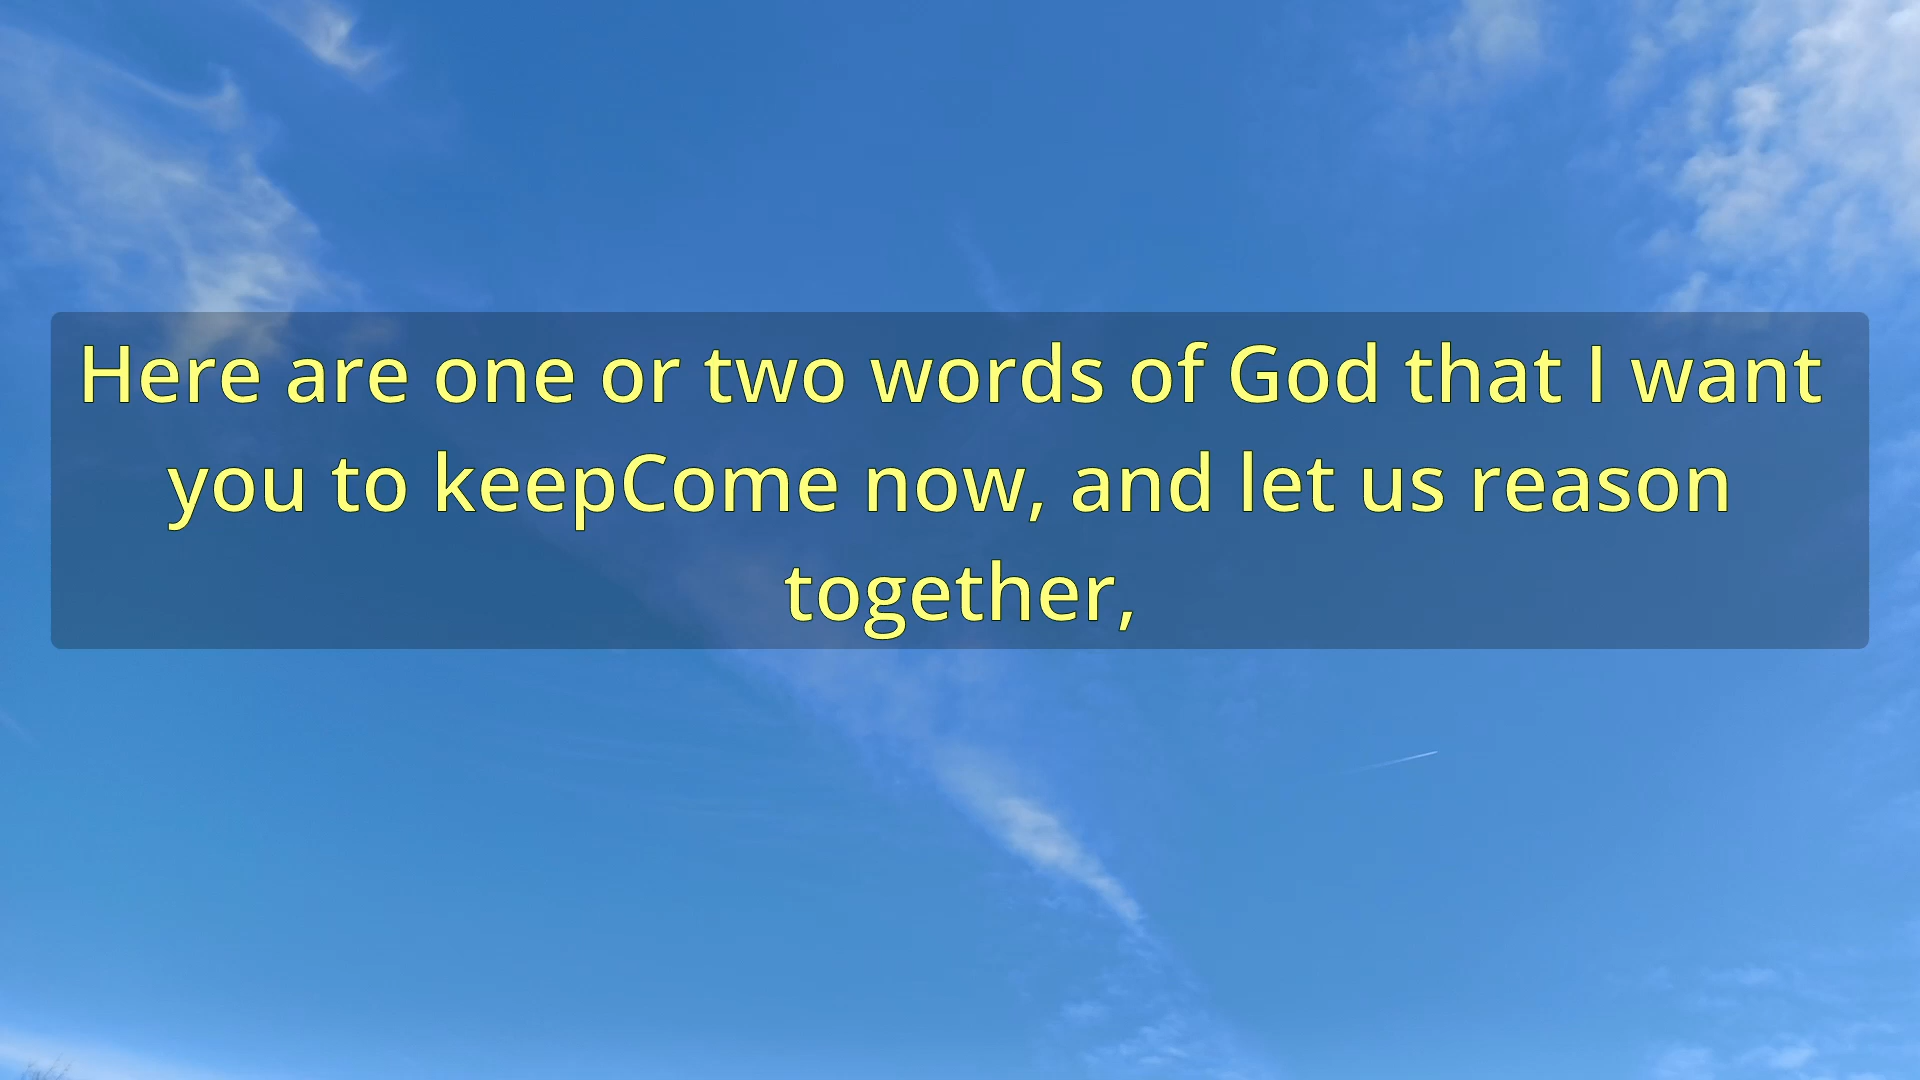 Here are one or two words of God that I want
you to keepCome now, and let us reason
together,